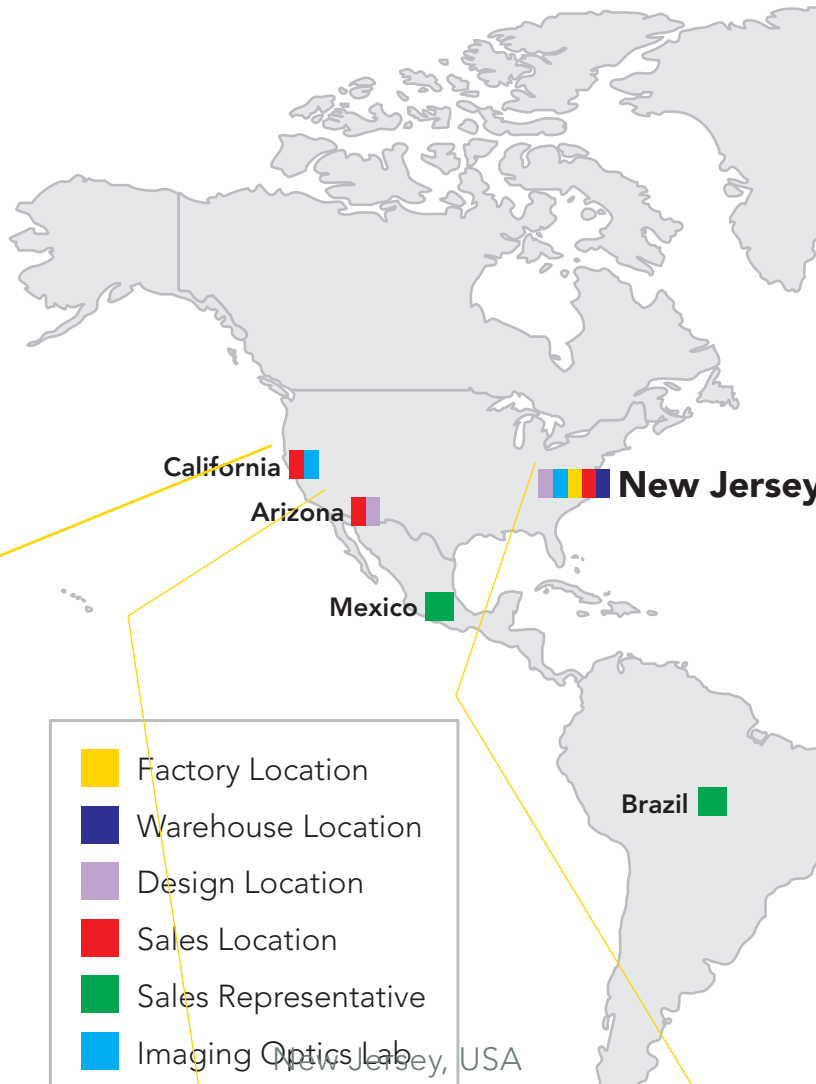 California
New Jersey
Arizona
Mexico
Brazil
Factory Location
Warehouse Location
Design Location
Sales Location
Sales Representative
Imaging Optics Lab
New Jersey, USA